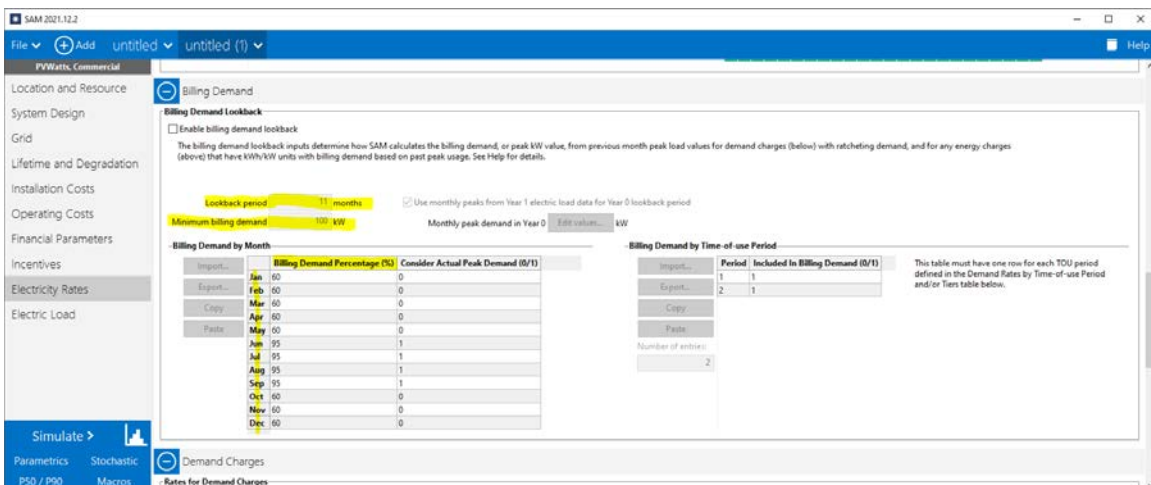 SAM 2021.12.2
File Add untitled untitled (1) Help
PVWatts, Commercial
Location and Resource
System Design
Grid
Lifetime and Degradation
Installation Costs
Operating Costs
Financial Parameters
Incentives
Electricity Rates
Electric Load
Simulate >
Parametrics Stochastic
P50 / P90 Macros
Billing Demand
Billing Demand Lookback
Enable billing demand lookback
The billing demand lookback inputs determine how SAM calculates the billing demand, or peak kW value, from previous month peak load values for demand charges (below) with ratcheting demand, and for any energy charges
(above) that have kWh/kW units with billing demand based on past peak usage. See Help for details.
Lookback period 11 months
Use monthly peaks from Year 1 electric load data for Year 0 lookback period
Minimum billing demand 100 kW
Monthly peak demand in Year 0 Edit values... kW
Billing Demand by Month
Import...
Export...
Copy
Paste
Billing Demand Percentage (%) Consider Actual Peak Demand (0/1)
Jan 60 0
Feb 60 0
Mar 60 0
Apr 60 0
May 60 0
Jun 95 1
Jul 95 1
Aug 95 1
Sep 95 1
Oct 60 0
Nov 60 0
Dec 60 0
Billing Demand by Time-of-use Period
Import...
Export...
Copy
Paste
Number of entries:
2
Period Included In Billing Demand (0/1)
1 1
2 1
This table must have one row for each TOU period
defined in the Demand Rates by Time-of-use Period
and/or Tiers table below.
Demand Charges
Rates for Demand Charges